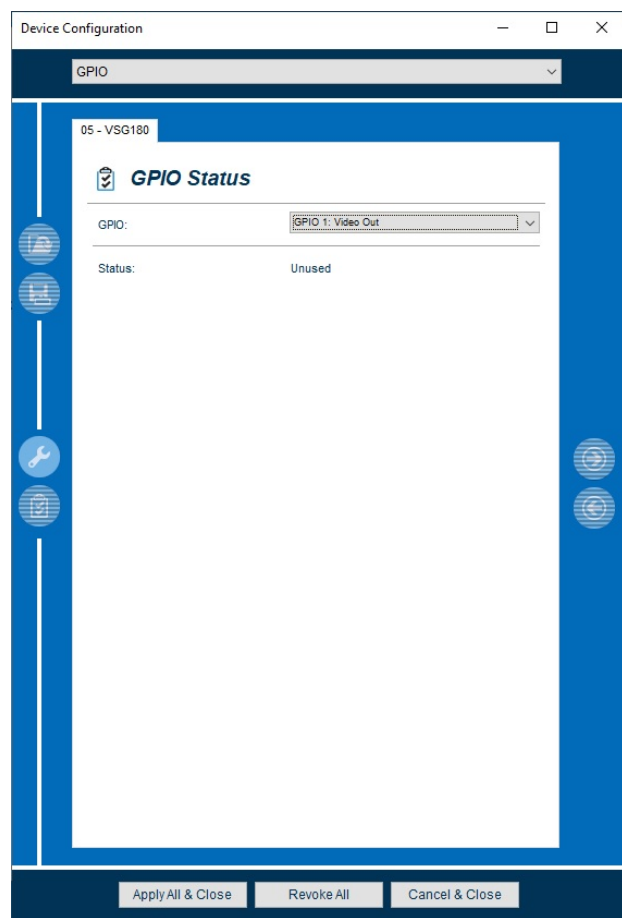 Device Configuration
GPIO
05 - VSG180
GPIO Status
GPIO: GPIO 1: Video Out
Status: Unused
Apply All & Close Revoke All Cancel & Close